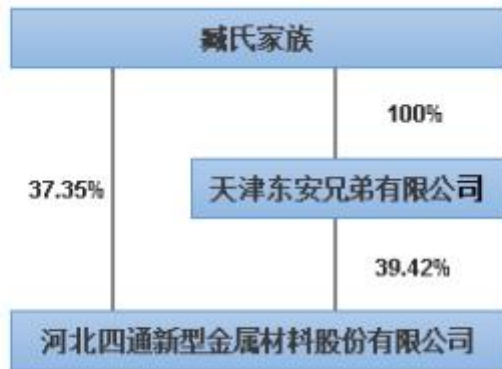 臧氏家族
100%
37.35%
天津东安兄弟有限公司
39.42%
河北四通新型金属材料股份有限公司